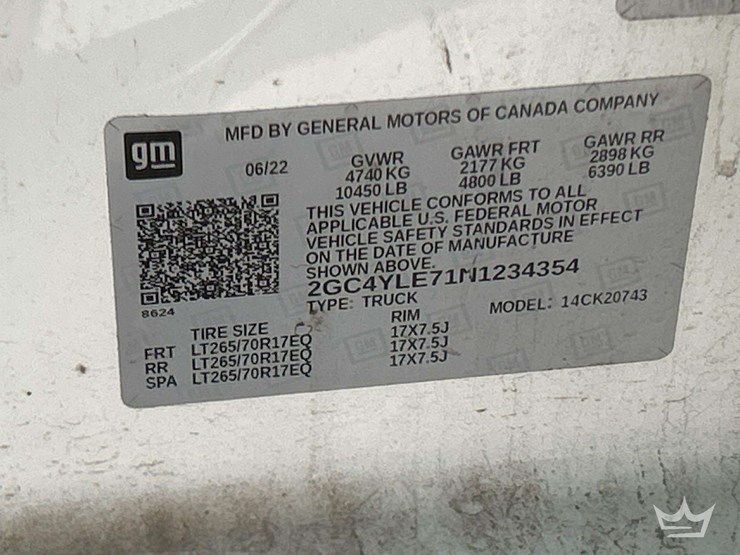 gm
MFD BY GENERAL MOTORS OF CANADA COMPANY
06/22 GVWR GAWR FRT GAWR RR
4740 KG 2177 KG 2898 KG
10450 LB 4800 LB 6390 LB
THIS VEHICLE CONFORMS TO ALL
APPLICABLE U.S. FEDERAL MOTOR
VEHICLE SAFETY STANDARDS IN EFFECT
ON THE DATE OF MANUFACTURE
SHOWN ABOVE.
2GC4YLE71N1234354
8624
TYPE: TRUCK MODEL: 14CK20743
TIRE SIZE RIM
FRT LT265/70R17EQ 17X7.5J
RR LT265/70R17EQ 17X7.5J
SPA LT265/70R17EQ 17X7.5J